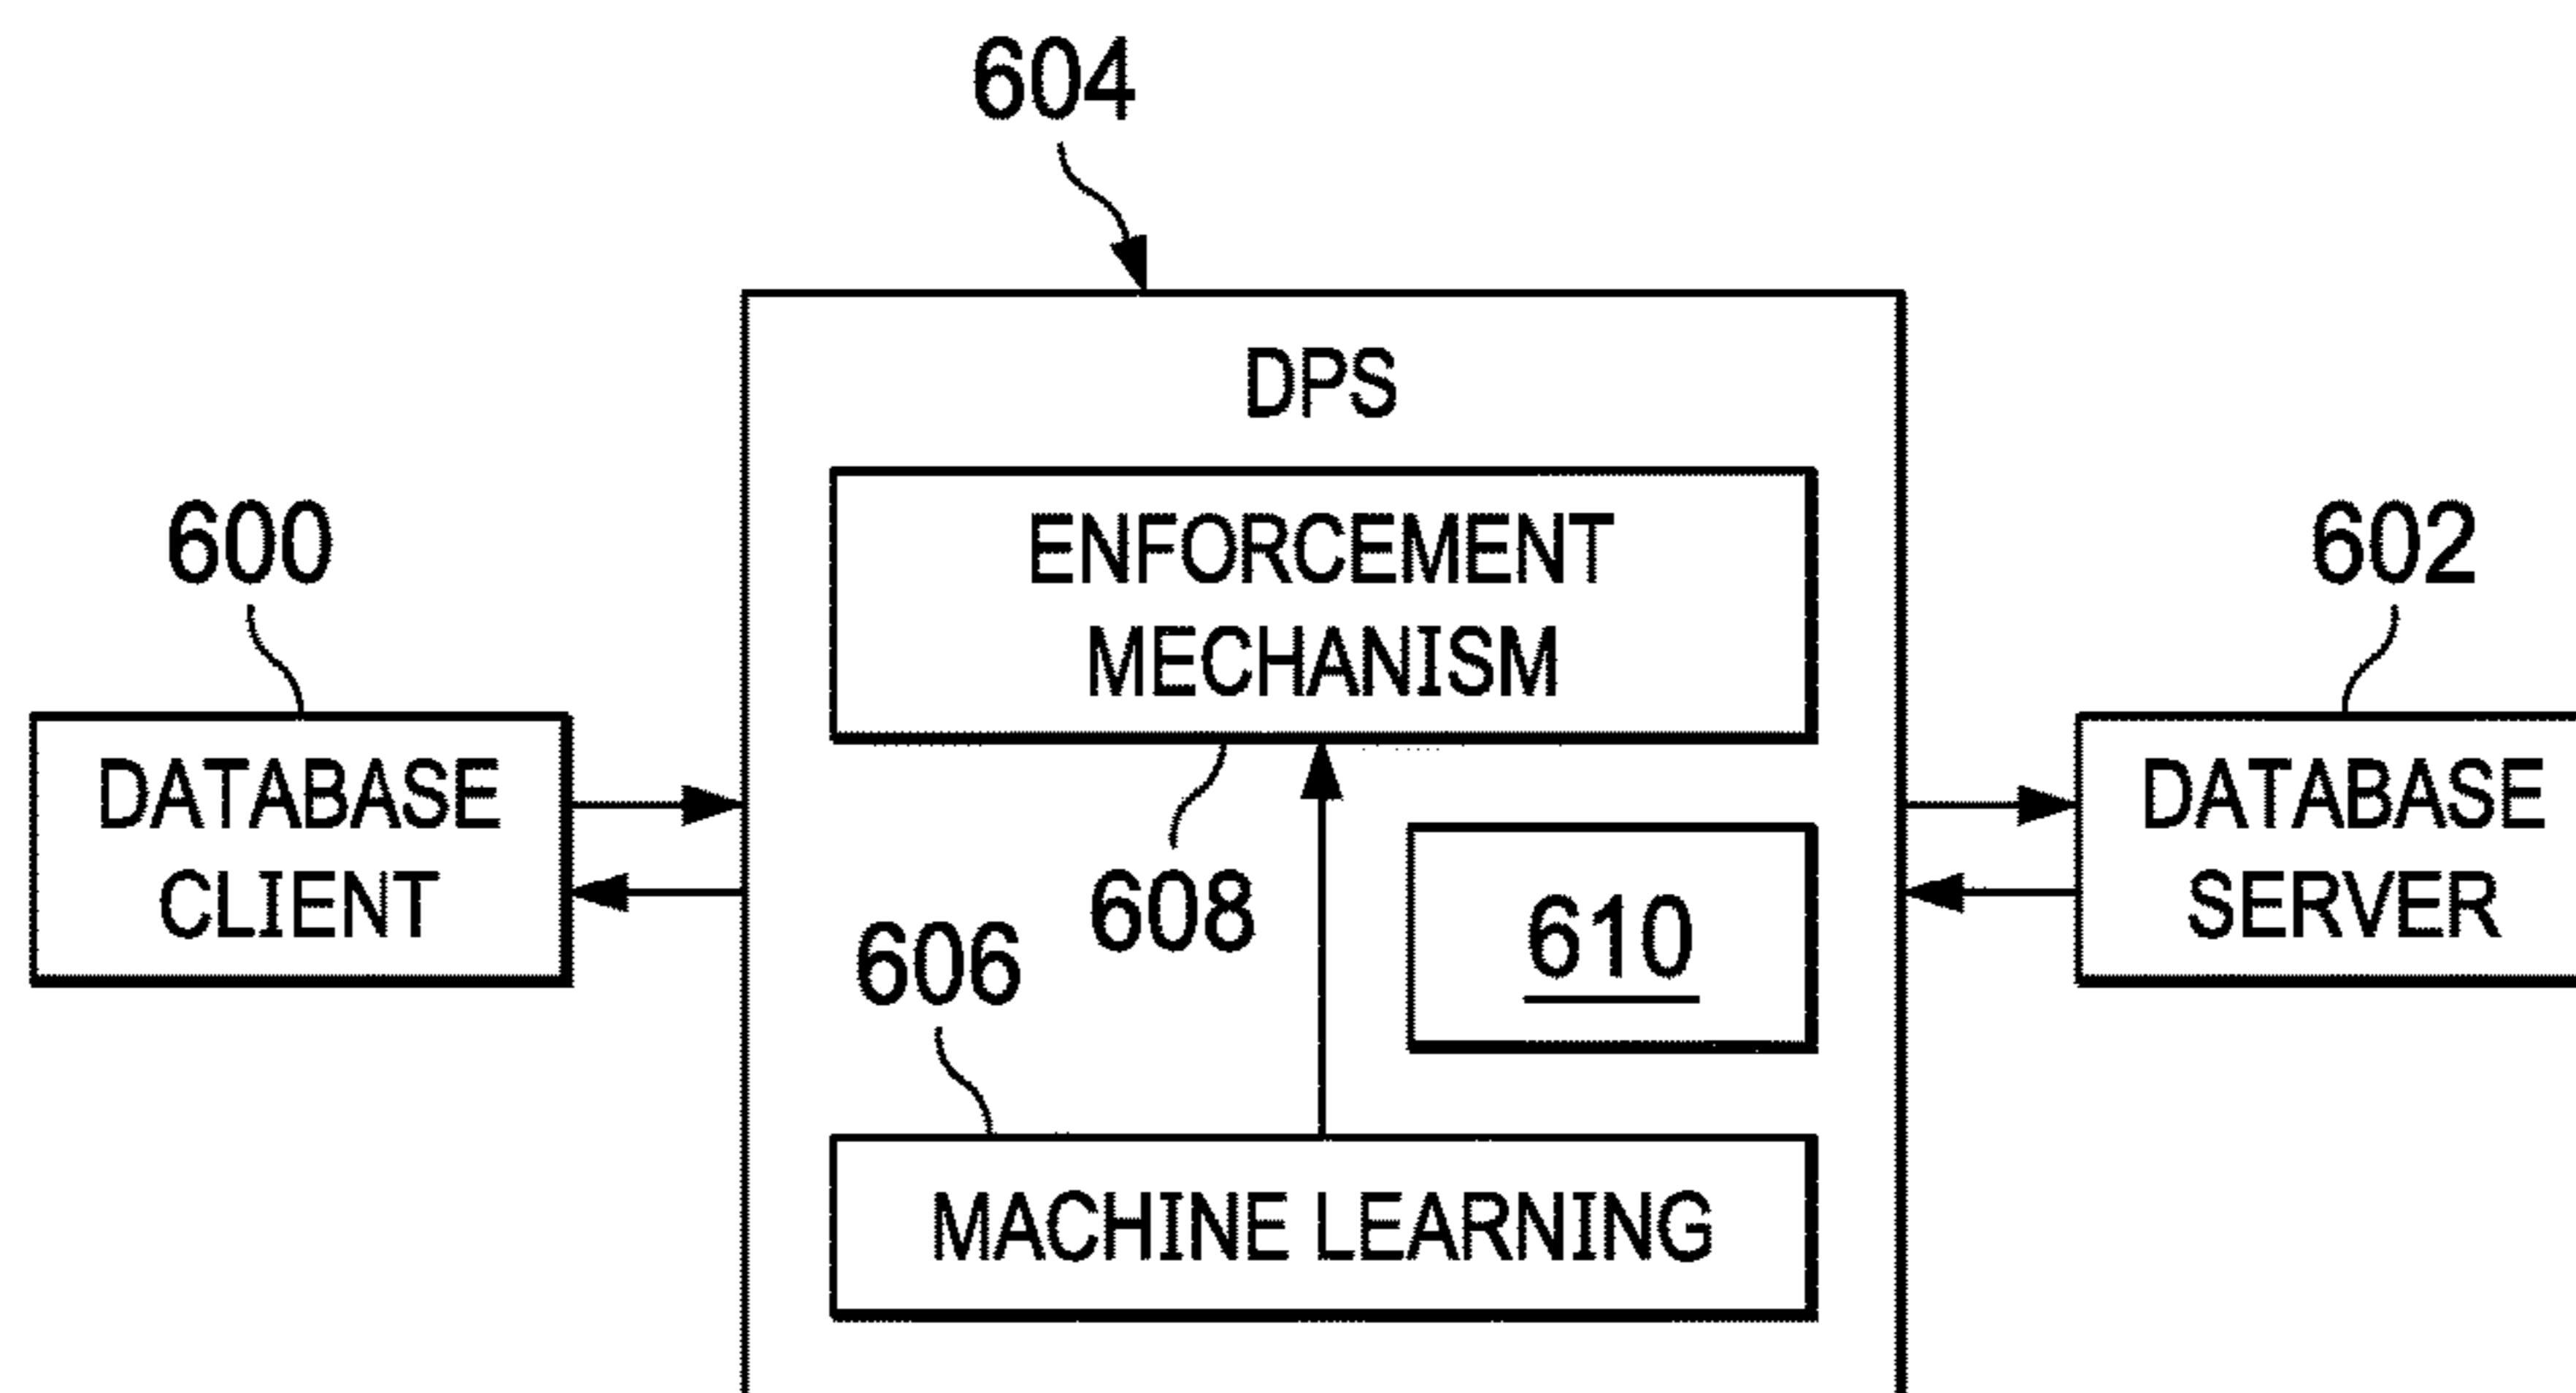 604
DPS
ENFORCEMENT
MECHANISM
600
602
DATABASE
CLIENT
608
606
610
DATABASE
SERVER
MACHINE LEARNING